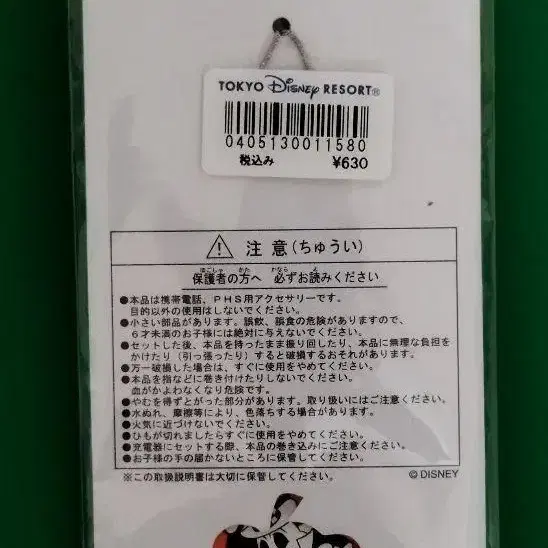 TOKYO Disney RESORT®
0405130011580
税込み ¥630
注意(ちゅうい)
保護者の方へ 必ずお読みください
●本品は携帯電話、PHS用アクセサリーです。
目的以外の使用はしないでください。
●小さい部品があります。誤飲、誤食の危険がありますので、
6才未満のお子様には絶対に与えないでください。
●セットした後、本品を持ったまま振り回したり、本品に無理な負担を
かけたり(引っ張ったり)すると破損するおそれがあります。
●万一破損した場合は、すぐに使用をやめてください。
●本品を指などに巻き付けたりしないでください。
血がかよわなくなり危険です。
●やむを得ずとがった部分があります。取り扱いにはご注意ください。
●水ぬれ、摩擦等により、色落ちする場合があります。
●火気に近づけないでください。
●ひもが切れましたらすぐに使用をやめてください。
●充電器にセットする際、本品の巻き込みにご注意ください。
●お子様の手の届かないところに保管してください。
※この取扱説明書は大切に保管してください。
© DISNEY